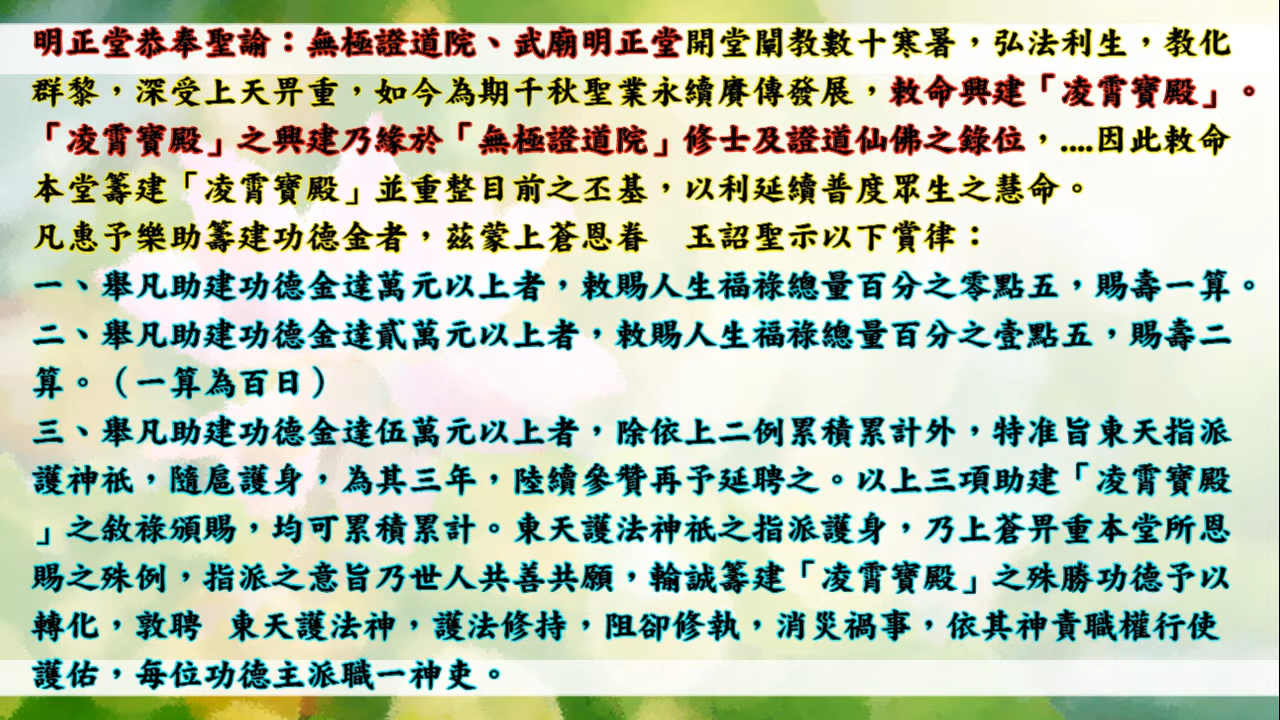 明正堂恭奉聖諭：無極證道院、武廟明正堂開堂闡教數十寒暑，弘法利生，教化
群黎，深受上天畀重，如今為期千秋聖業永續賡傳發展，敕命興建「凌霄寶殿」。
「凌霄寶殿」之興建乃緣於「無極證道院」修士及證道仙佛之錄位，....因此敕命
本堂籌建「凌霄寶殿」並重整目前之丕基，以利延續普度眾生之慧命。
凡惠予樂助籌建功德金者，茲蒙上蒼恩眷　玉詔聖示以下賞律：
一、舉凡助建功德金達萬元以上者，敕賜人生福祿總量百分之零點五，賜壽一算。
二、舉凡助建功德金達貳萬元以上者，敕賜人生福祿總量百分之壹點五，賜壽二
算。（一算為百日）
三、舉凡助建功德金達伍萬元以上者，除依上二例累積累計外，特准旨東天指派
護神祇，隨扈護身，為其三年，陸續參贊再予延聘之。以上三項助建「凌霄寶殿
」之敘祿頒賜，均可累積累計。東天護法神祇之指派護身，乃上蒼畀重本堂所恩
賜之殊例，指派之意旨乃世人共善共願，輸誠籌建「凌霄寶殿」之殊勝功德予以
轉化，敦聘　東天護法神，護法修持，阻卻修執，消災禍事，依其神責職權行使
護佑，每位功德主派職一神吏。